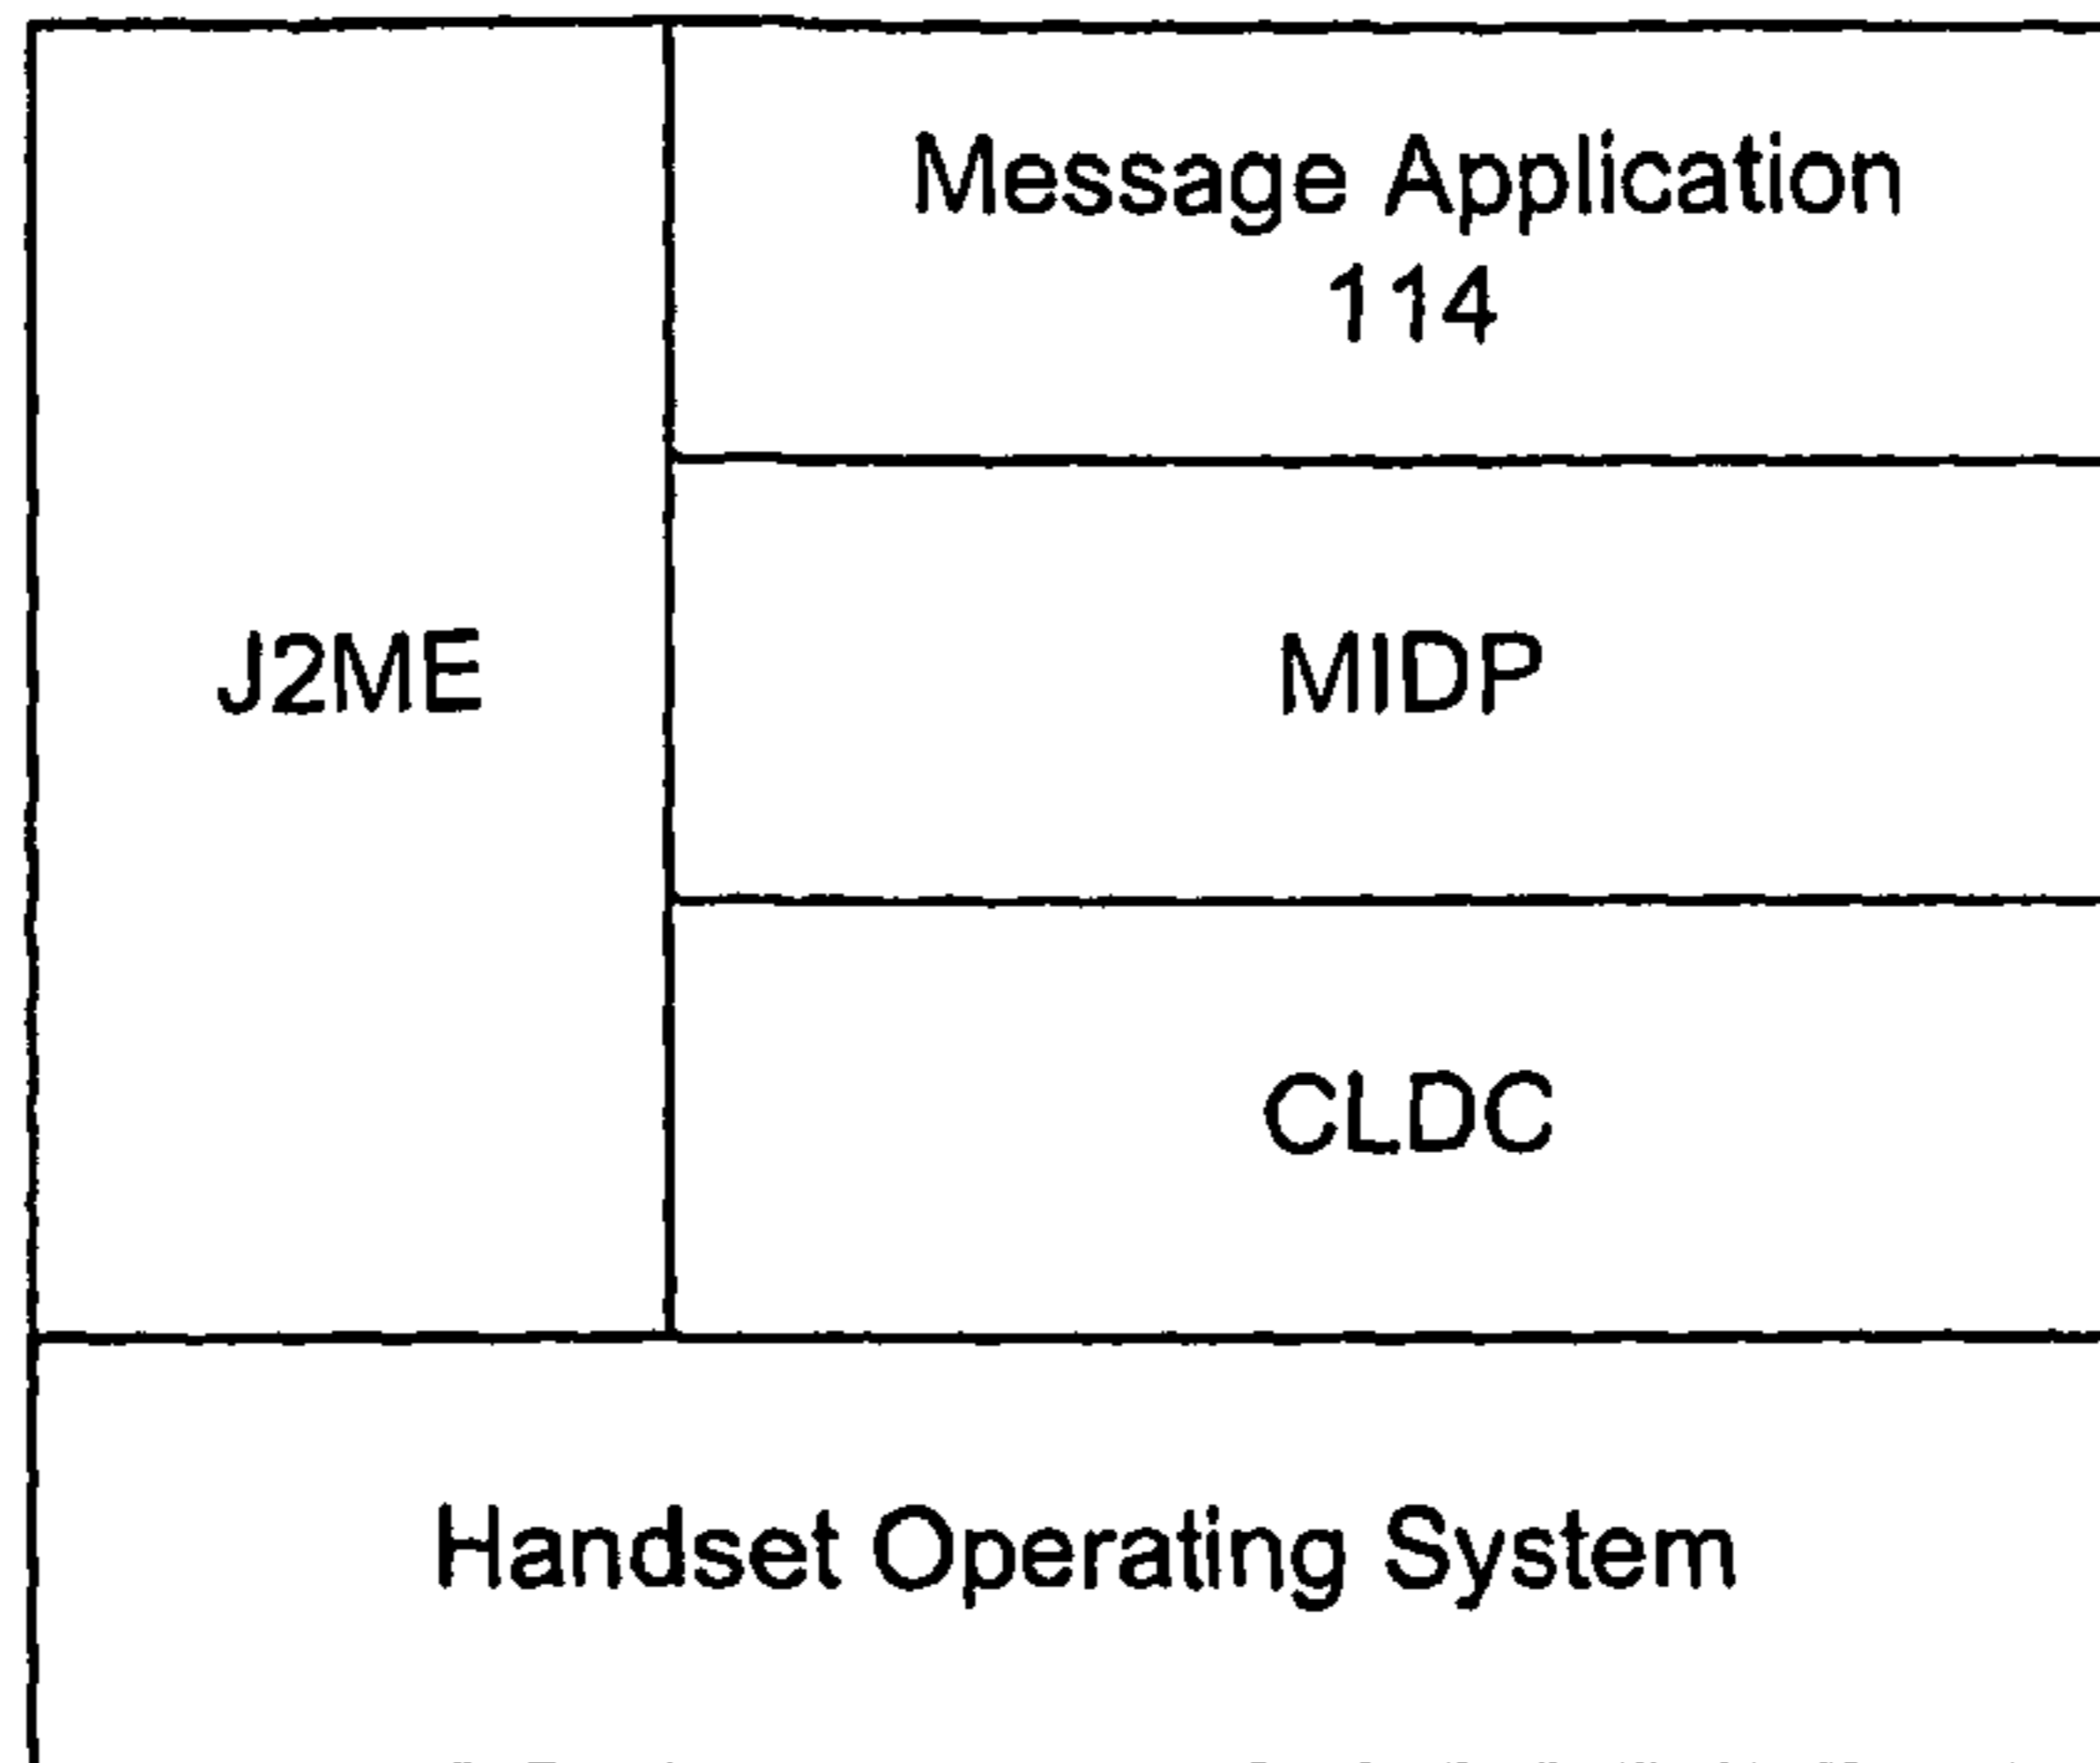 Message Application
114
J2ME
MIDP
CLDC
Handset Operating System